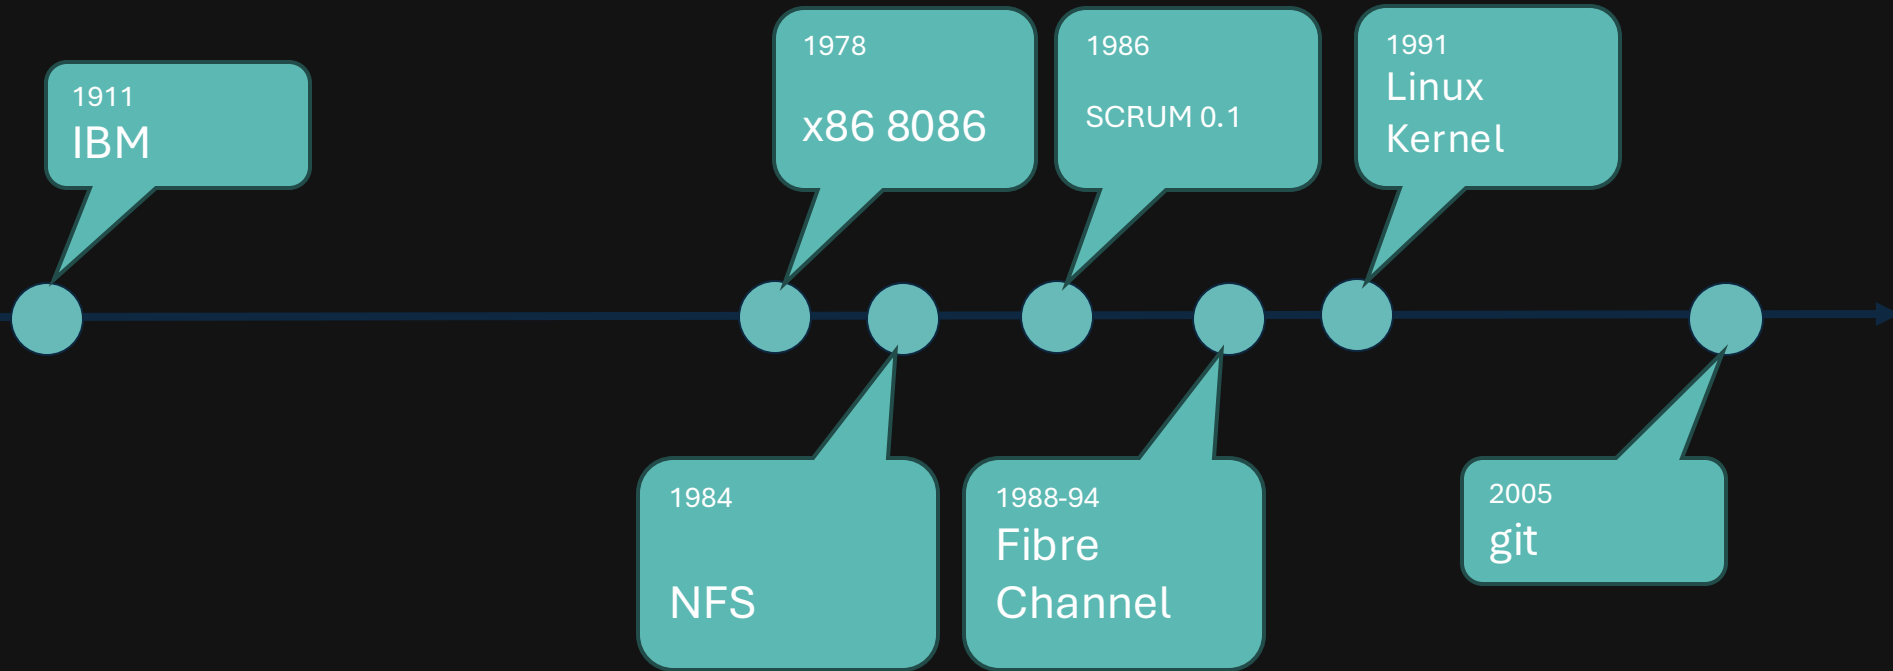 1911
IBM
1978
x86 8086
1984
NFS
1986
SCRUM 0.1
1988-94
Fibre
Channel
1991
Linux
Kernel
2005
git